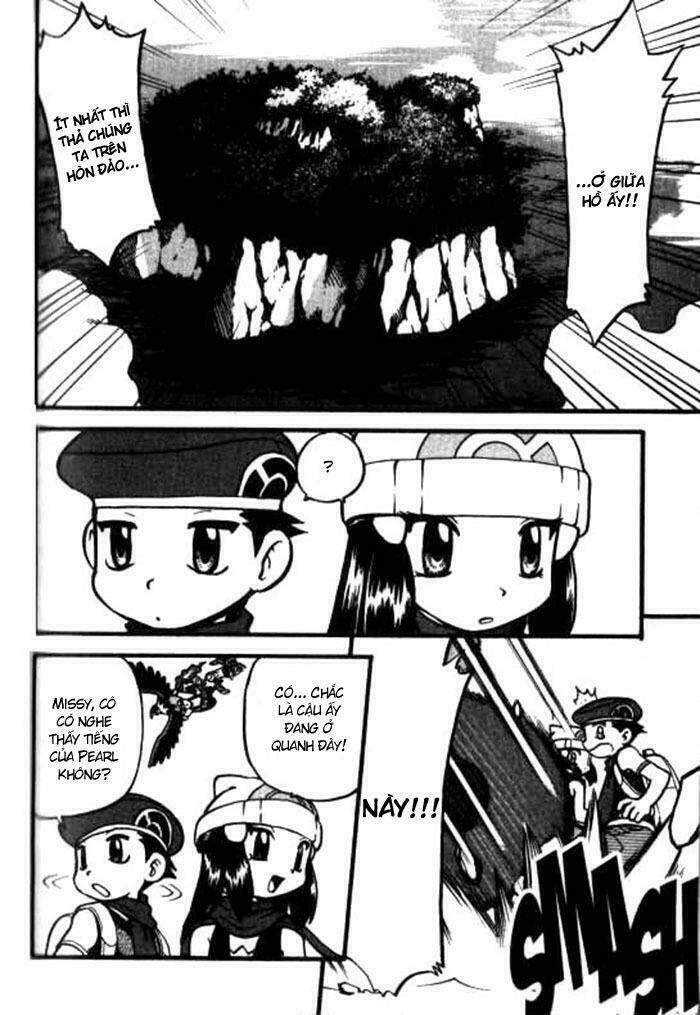 ÍT NHẤT THÌ
THẢ CHÚNG
TA TRÊN
HÒN ĐẢO...
...Ở GIỮA
HỒ ẤY!!
?
MISSY, CÔ
CÓ NGHE
THẤY TIẾNG
CỦA PEARL
KHÔNG?
CÓ... CHẮC
LÀ CẬU ẤY
ĐANG Ở
QUANH ĐÂY!
NÀY!!!
SMASH